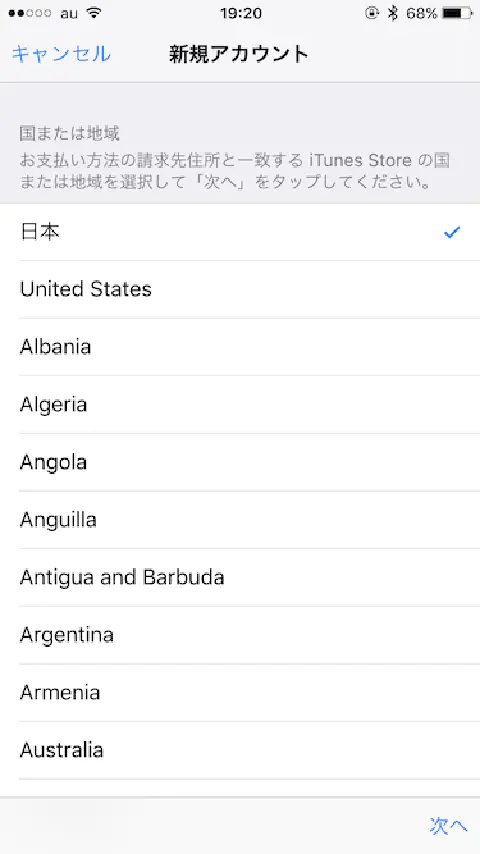 au 19:20 68%
キャンセル 新規アカウント
国または地域
お支払い方法の請求先住所と一致する iTunes Store の国
または地域を選択して「次へ」をタップしてください。
日本
United States
Albania
Algeria
Angola
Anguilla
Antigua and Barbuda
Argentina
Armenia
Australia
次へ